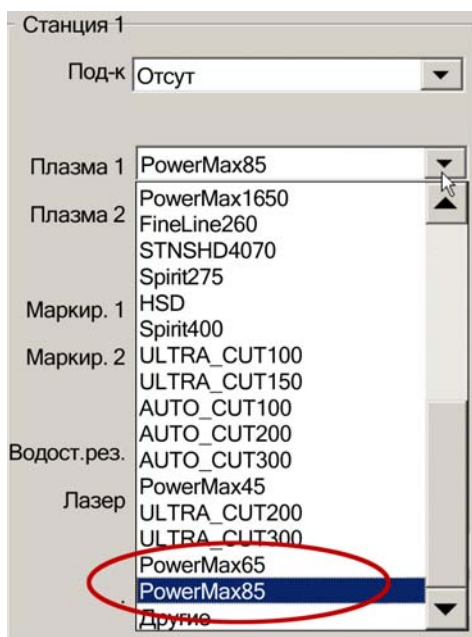 Станция 1
Под-к Отсут
Плазма 1 PowerMax85
PowerMax1650
Плазма 2
FineLine260
STNSHD4070
Spirit275
Маркир. 1 HSD
Spirit400
Маркир. 2 ULTRA_CUT100
ULTRA_CUT150
AUTO_CUT100
AUTO_CUT200
Водост.рез. AUTO_CUT300
PowerMax45
Лазер
ULTRA_CUT200
ULTRA_CUT300
PowerMax65
PowerMax85
Другие